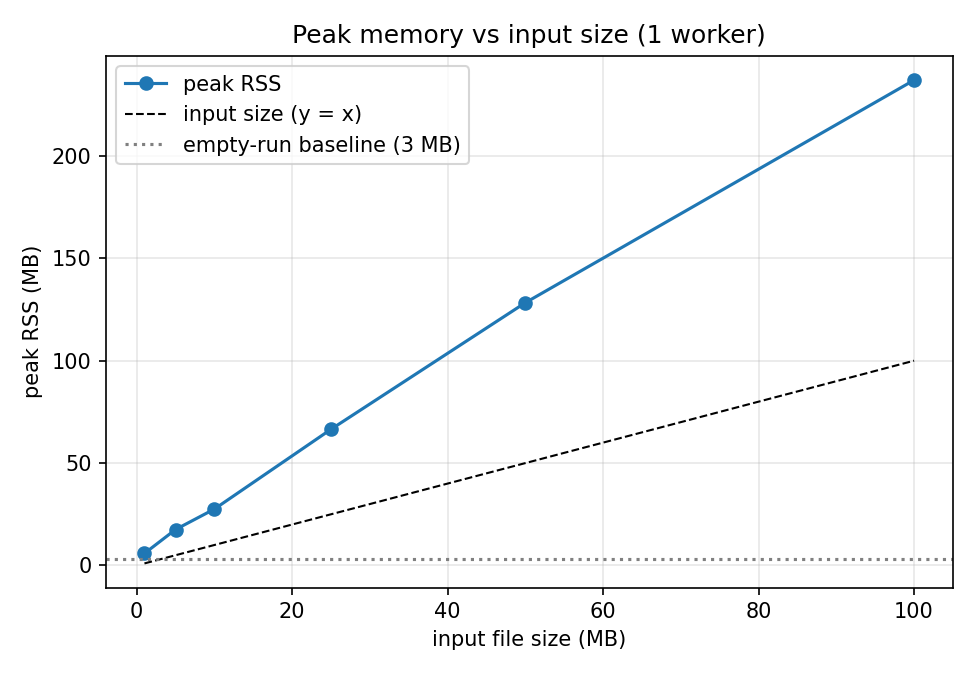 Peak memory vs input size (1 worker)
peak RSS
input size (y = x)
empty-run baseline (3 MB)
peak RSS (MB)
200
150
100
50
0
0 20 40 60 80 100
input file size (MB)